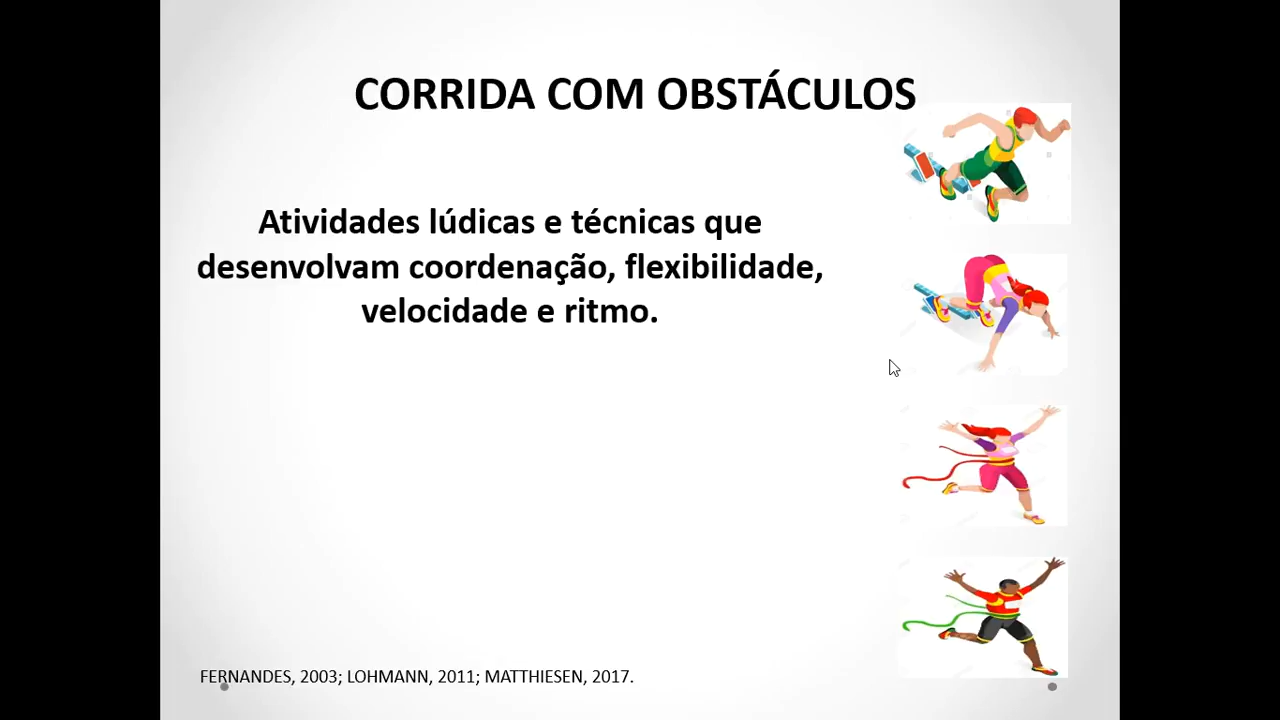 CORRIDA COM OBSTÁCULOS
Atividades lúdicas e técnicas que
desenvolvam coordenação, flexibilidade,
velocidade e ritmo.
FERNANDES, 2003; LOHMANN, 2011; MATTHIESEN, 2017.